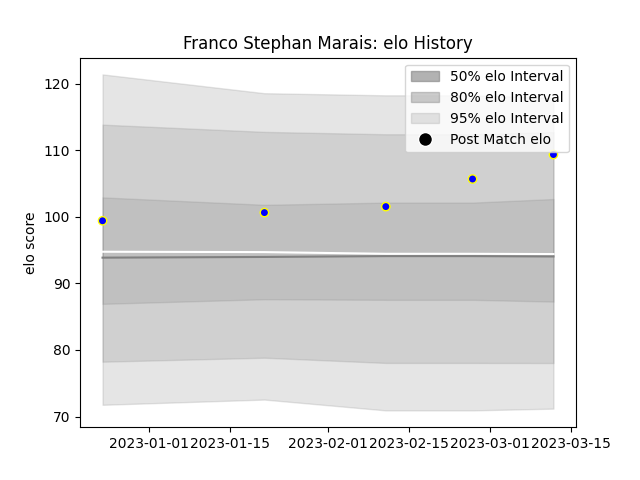 Franco Stephan Marais: elo History
50% elo Interval
80% elo Interval
95% elo Interval
Post Match elo
elo score
120
110
100
90
80
70
2023-01-01 2023-01-15 2023-02-01 2023-02-15 2023-03-01 2023-03-15